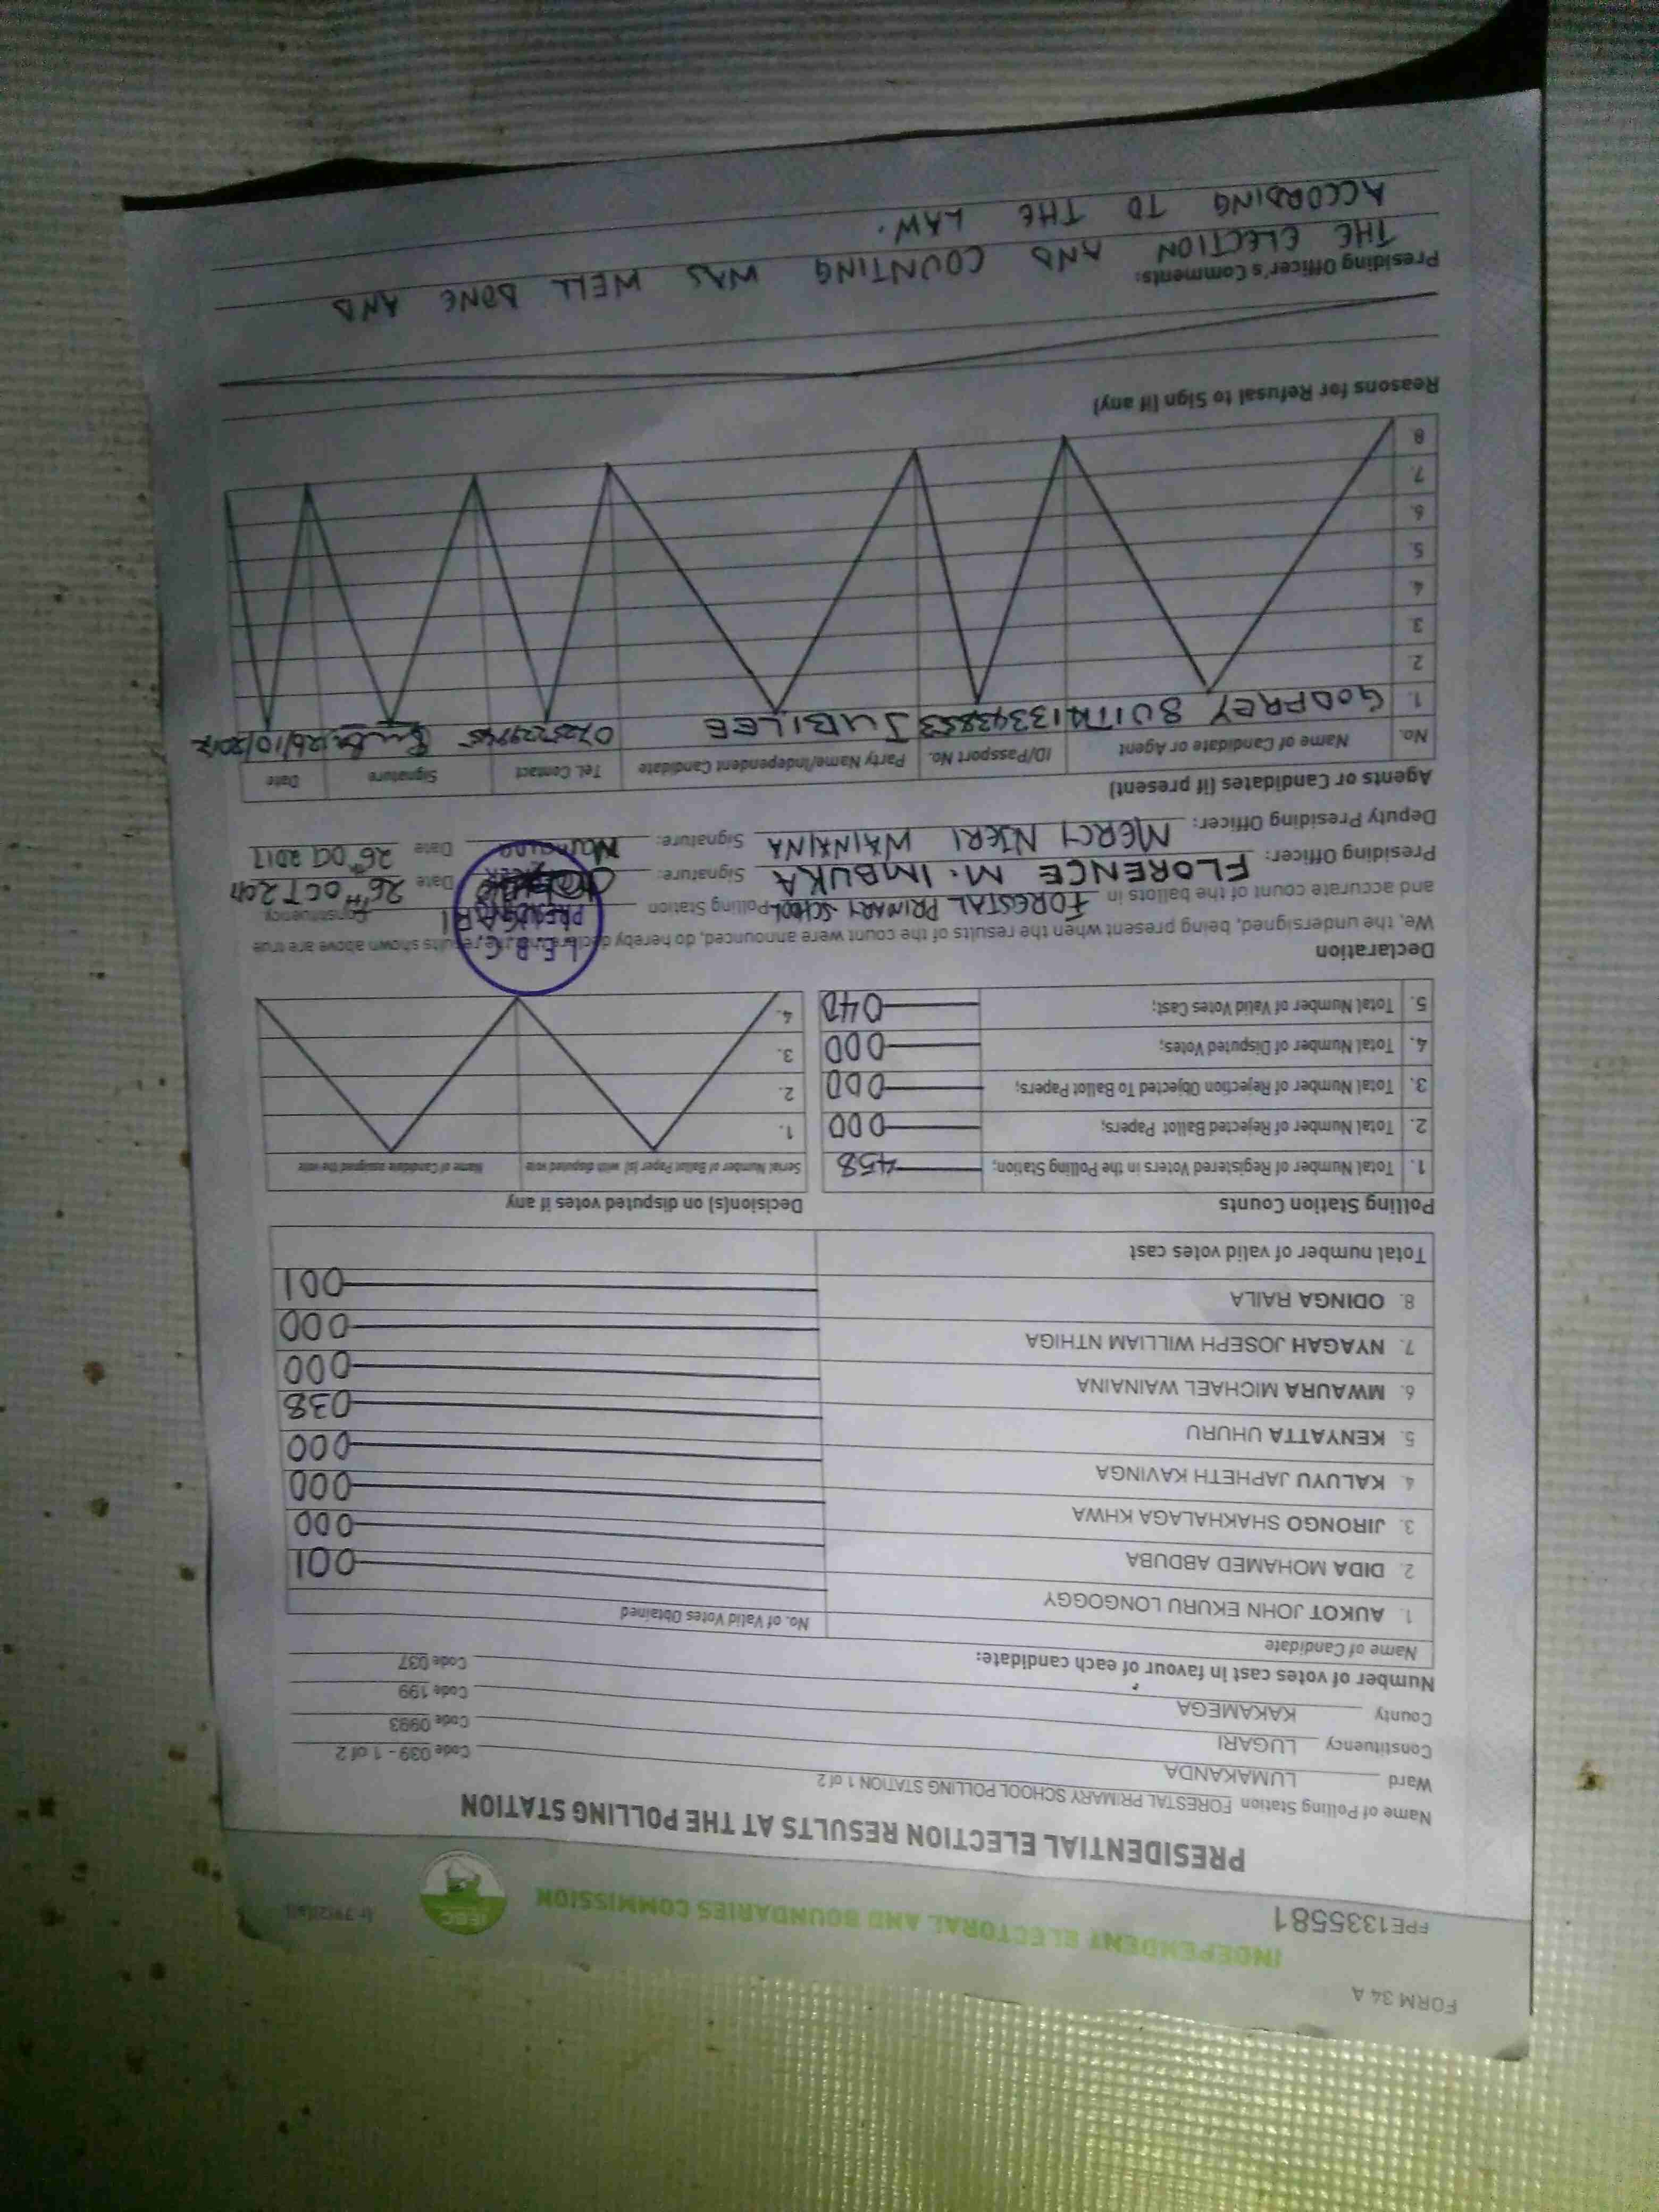 FORM 34 A
INDEPENDENT ELECTORAL AND BOUNDARIES COMMISSION
IEBC
FPE1335581
PRESIDENTIAL ELECTION RESULTS AT THE POLLING STATION
Name of Polling Station FORESTAL PRIMARY SCHOOL POLLING STATION 1 of 2 Code 039 - 1 of 2
Ward LUMAKANDA Code 0993
Constituency LUGARI Code 199
County KAKAMEGA Code 037
Number of votes cast in favour of each candidate:
Name of Candidate No. of Valid Votes Obtained
1. AUKOT JOHN EKURU LONGOGGY 001
2. DIDA MOHAMED ABDUBA 000
3. JIRONGO SHAKHALAGA KHWA 000
4. KALUYU JAPHETH KAVINGA 000
5. KENYATTA UHURU 038
6. MWAURA MICHAEL WAINAINA 000
7. NYAGAH JOSEPH WILLIAM NTHIGA 000
8. ODINGA RAILA 001
Total number of valid votes cast
Polling Station Counts
1. Total Number of Registered Voters in the Polling Station; 458
2. Total Number of Rejected Ballot Papers; 000
3. Total Number of Rejection Objected To Ballot Papers; 000
4. Total Number of Disputed Votes; 000
5. Total Number of Valid Votes Cast; 040
Decision(s) on disputed votes if any
Serial Number of Ballot Paper (s) with disputed vote Name of Candidate assigned the vote
1.
2.
3.
4.
Declaration
We, the undersigned, being present when the results of the count were announced, do hereby declare that the results shown above are true
and accurate count of the ballots in FORESTAL PRIMARY SCHOOL Polling Station Constituency
I.E.B.C.
Presiding Officer: FLORENCE M. IMBUKA Signature: Date 26TH OCT 2017
Deputy Presiding Officer: MERCY NJERI WAINAINA Signature: Date 26TH OCT 2017
Agents or Candidates (if present)
No. Name of Candidate or Agent ID/Passport No. Party Name/Independent Candidate Tel. Contact Signature Date
1. GODFREY JUBILEE 26/10/2017
2.
3.
4.
5.
6.
7.
8.
Reasons for Refusal to Sign (if any)
Presiding Officer's Comments:
THE ELECTION AND COUNTING WAS WELL DONE AND
ACCORDING TO THE LAW.